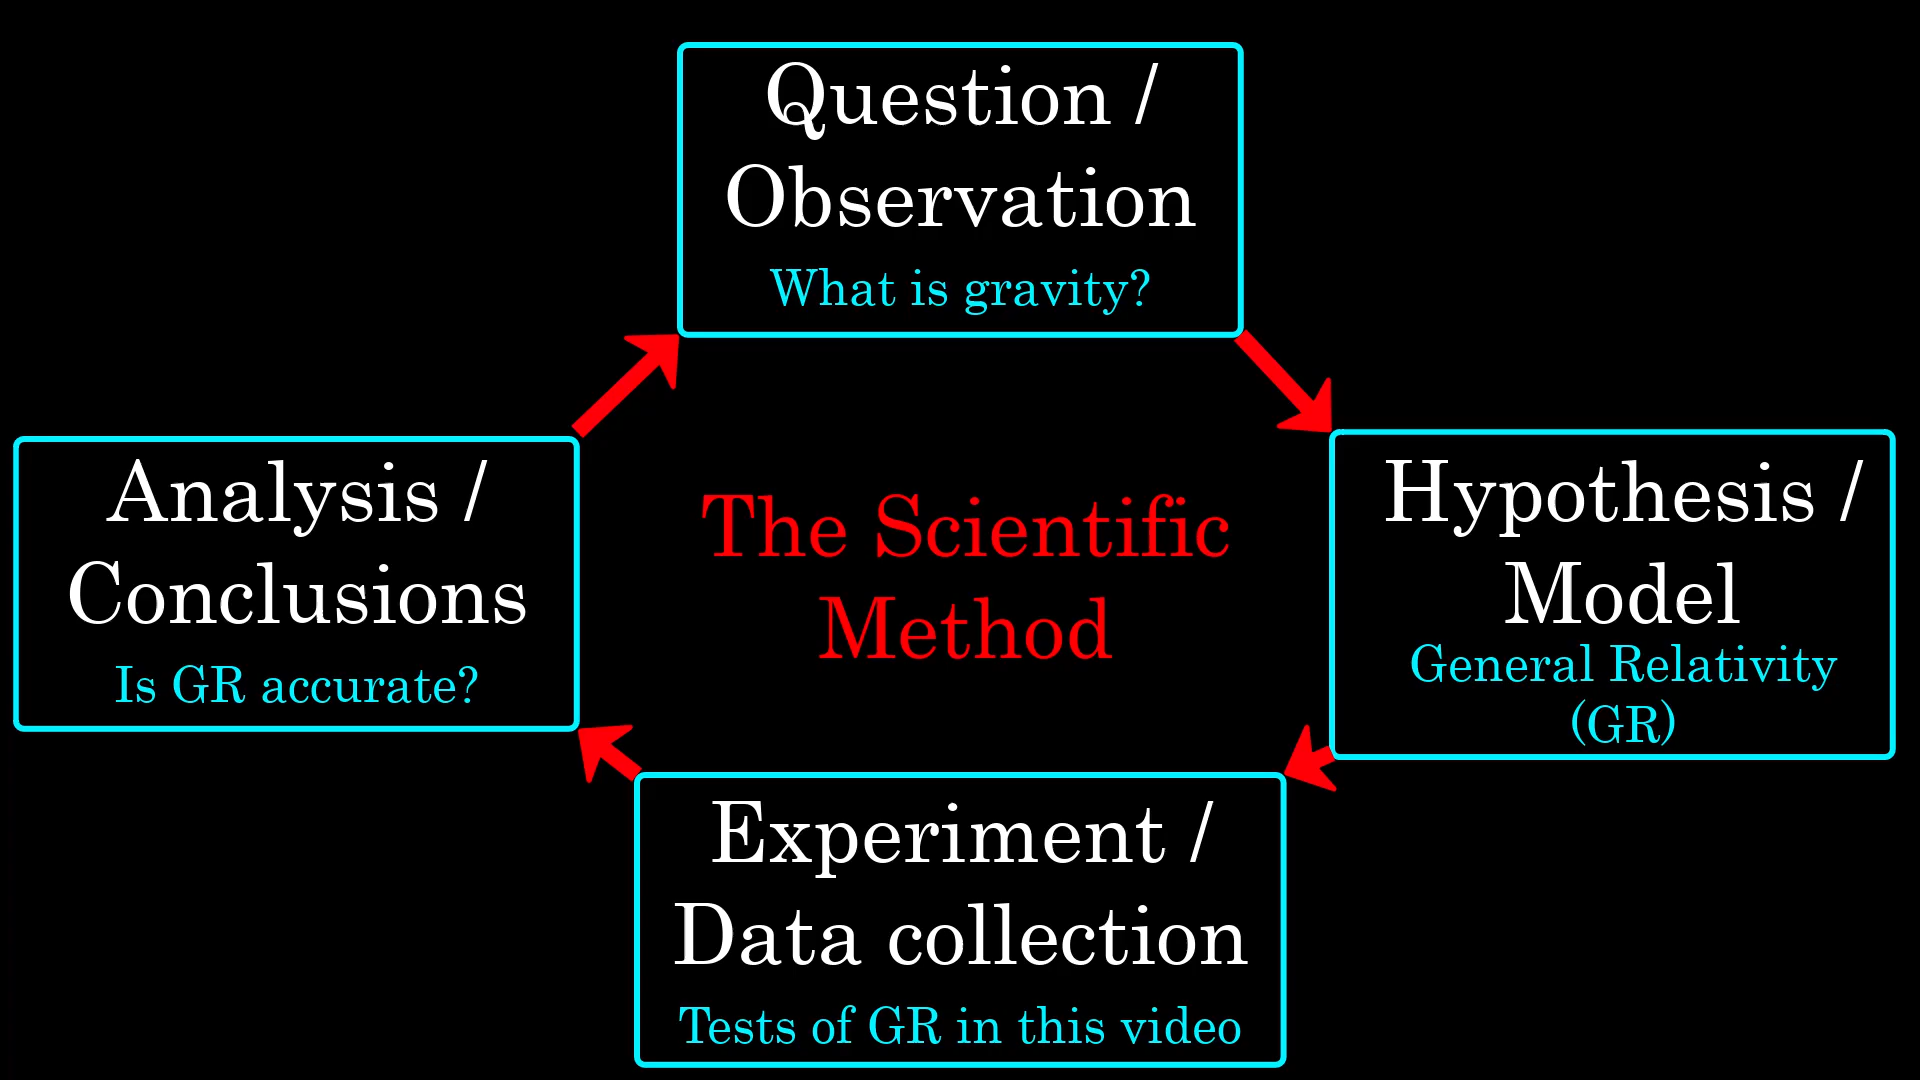 Question /
Observation
What is gravity?
Analysis /
Conclusions
Is GR accurate?
The Scientific
Method
Hypothesis /
Model
General Relativity
(GR)
Experiment /
Data collection
Tests of GR in this video